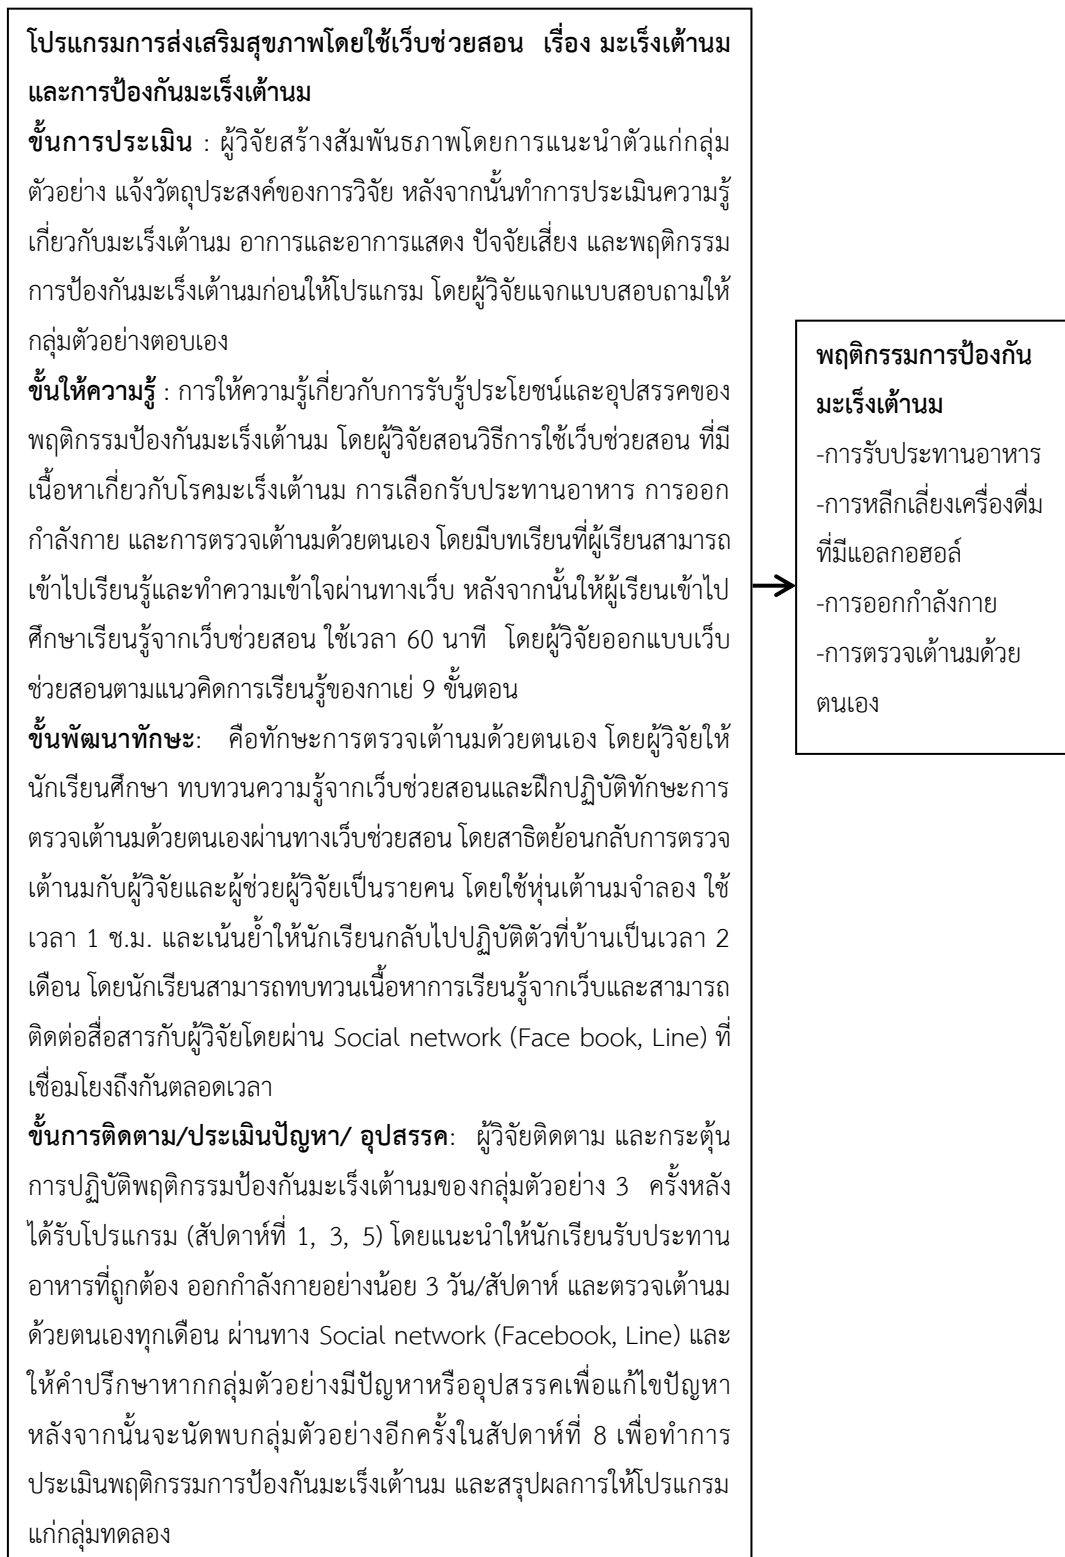 โปรแกรมการส่งเสริมสุขภาพโดยใช้เว็บช่วยสอน เรื่อง มะเร็งเต้านม
และการป้องกันมะเร็งเต้านม
ขั้นการประเมิน : ผู้วิจัยสร้างสัมพันธภาพโดยการแนะนำตัวแก่กลุ่ม
ตัวอย่าง แจ้งวัตถุประสงค์ของการวิจัย หลังจากนั้นทำการประเมินความรู้
เกี่ยวกับมะเร็งเต้านม อาการและอาการแสดง ปัจจัยเสี่ยง และพฤติกรรม
การป้องกันมะเร็งเต้านมก่อนให้โปรแกรม โดยผู้วิจัยแจกแบบสอบถามให้
กลุ่มตัวอย่างตอบเอง
ขั้นให้ความรู้ : การให้ความรู้เกี่ยวกับการรับรู้ประโยชน์และอุปสรรคของ
พฤติกรรมป้องกันมะเร็งเต้านม โดยผู้วิจัยสอนวิธีการใช้เว็บช่วยสอน ที่มี
เนื้อหาเกี่ยวกับโรคมะเร็งเต้านม การเลือกรับประทานอาหาร การออก
กำลังกาย และการตรวจเต้านมด้วยตนเอง โดยมีบทเรียนที่ผู้เรียนสามารถ
เข้าไปเรียนรู้และทำความเข้าใจผ่านทางเว็บ หลังจากนั้นให้ผู้เรียนเข้าไป
ศึกษาเรียนรู้จากเว็บช่วยสอน ใช้เวลา 60 นาที โดยผู้วิจัยออกแบบเว็บ
ช่วยสอนตามแนวคิดการเรียนรู้ของกาเย่ 9 ขั้นตอน
ขั้นพัฒนาทักษะ: คือทักษะการตรวจเต้านมด้วยตนเอง โดยผู้วิจัยให้
นักเรียนศึกษา ทบทวนความรู้จากเว็บช่วยสอนและฝึกปฏิบัติทักษะการ
ตรวจเต้านมด้วยตนเองผ่านทางเว็บช่วยสอน โดยสาธิตย้อนกลับการตรวจ
เต้านมกับผู้วิจัยและผู้ช่วยผู้วิจัยเป็นรายคน โดยใช้หุ่นเต้านมจำลอง ใช้
เวลา 1 ช.ม. และเน้นย้ำให้นักเรียนกลับไปปฏิบัติตัวที่บ้านเป็นเวลา 2
เดือน โดยนักเรียนสามารถทบทวนเนื้อหาการเรียนรู้จากเว็บและสามารถ
ติดต่อสื่อสารกับผู้วิจัยโดยผ่าน Social network (Face book, Line) ที่
เชื่อมโยงถึงกันตลอดเวลา
ขั้นการติดตาม/ประเมินปัญหา/ อุปสรรค: ผู้วิจัยติดตาม และกระตุ้น
การปฏิบัติพฤติกรรมป้องกันมะเร็งเต้านมของกลุ่มตัวอย่าง 3 ครั้งหลัง
ได้รับโปรแกรม (สัปดาห์ที่ 1, 3, 5) โดยแนะนำให้นักเรียนรับประทาน
อาหารที่ถูกต้อง ออกกำลังกายอย่างน้อย 3 วัน/สัปดาห์ และตรวจเต้านม
ด้วยตนเองทุกเดือน ผ่านทาง Social network (Facebook, Line) และ
ให้คำปรึกษาหากกลุ่มตัวอย่างมีปัญหาหรืออุปสรรคเพื่อแก้ไขปัญหา
หลังจากนั้นจะนัดพบกลุ่มตัวอย่างอีกครั้งในสัปดาห์ที่ 8 เพื่อทำการ
ประเมินพฤติกรรมการป้องกันมะเร็งเต้านม และสรุปผลการให้โปรแกรม
แก่กลุ่มทดลอง
พฤติกรรมการป้องกัน
มะเร็งเต้านม
-การรับประทานอาหาร
-การหลีกเลี่ยงเครื่องดื่ม
ที่มีแอลกอฮอล์
-การออกกำลังกาย
-การตรวจเต้านมด้วย
ตนเอง